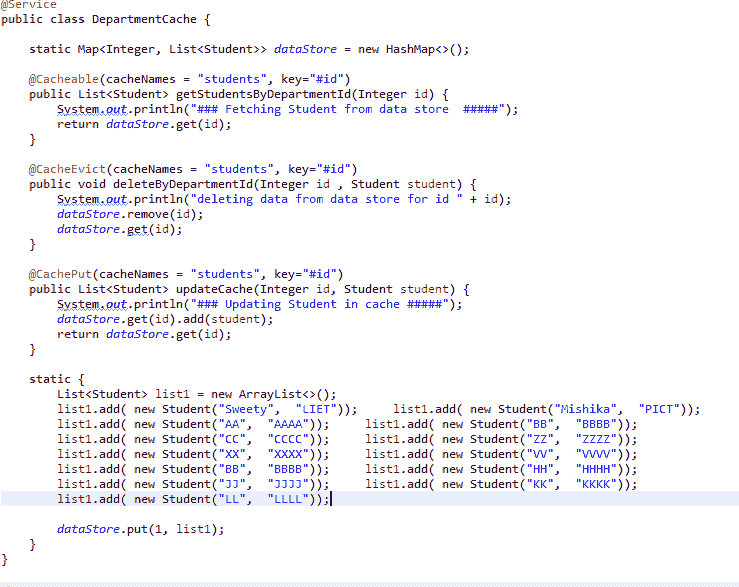 @Service
public class DepartmentCache {
static Map<Integer, List<Student>> dataStore = new HashMap<>();
@Cacheable(cacheNames = "students", key="#id")
public List<Student> getStudentsByDepartmentId(Integer id) {
System.out.println("### Fetching Student from data store  #####");
return dataStore.get(id);
}
@CacheEvict(cacheNames = "students", key="#id")
public void deleteByDepartmentId(Integer id , Student student) {
System.out.println("deleting data from data store for id " + id);
dataStore.remove(id);
dataStore.get(id);
}
@CachePut(cacheNames = "students", key="#id")
public List<Student> updateCache(Integer id, Student student) {
System.out.println("### Updating Student in cache #####");
dataStore.get(id).add(student);
return dataStore.get(id);
}
static {
List<Student> list1 = new ArrayList<>();
list1.add( new Student("Sweety",  "LIET"));     list1.add( new Student("Mishika",  "PICT"));
list1.add( new Student("AA",  "AAAA"));     list1.add( new Student("BB",  "BBBB"));
list1.add( new Student("CC",  "CCCC"));     list1.add( new Student("ZZ",  "ZZZZ"));
list1.add( new Student("XX",  "XXXX"));     list1.add( new Student("VV",  "VVVV"));
list1.add( new Student("BB",  "BBBB"));     list1.add( new Student("HH",  "HHHH"));
list1.add( new Student("JJ",  "JJJJ"));     list1.add( new Student("KK",  "KKKK"));
list1.add( new Student("LL",  "LLLL"));
dataStore.put(1, list1);
}
}